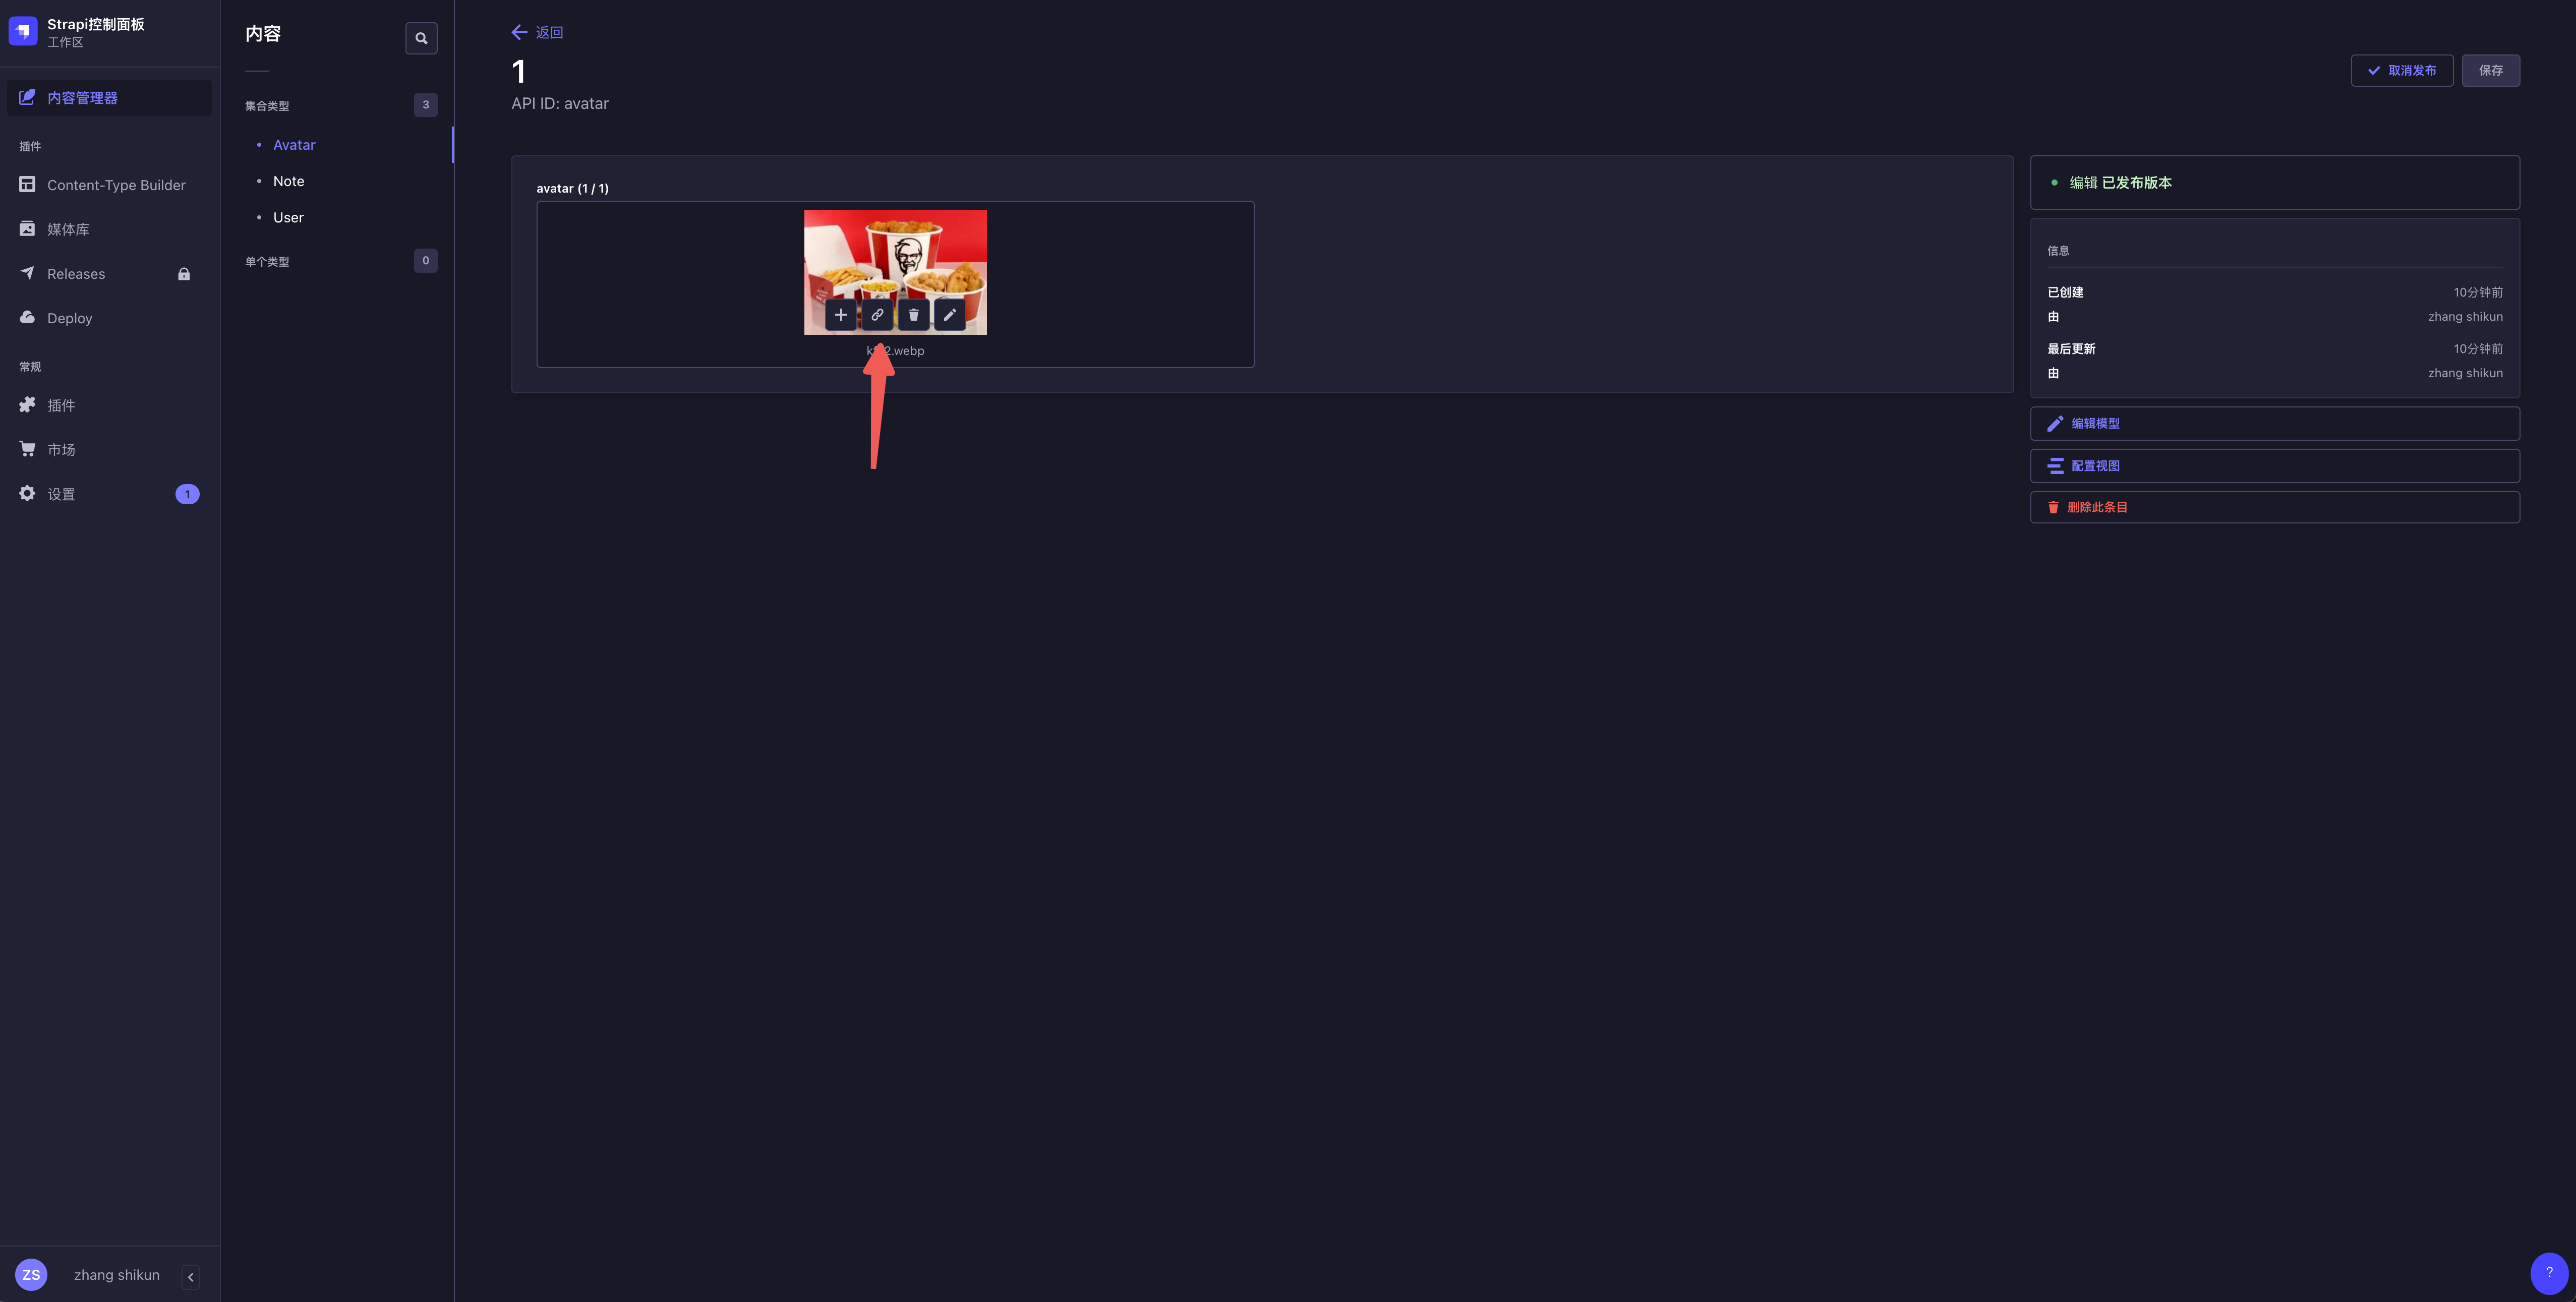 Strapi控制面板
工作区
内容管理器
插件
Content-Type Builder
媒体库
Releases
Deploy
常规
插件
市场
设置
1
ZS
zhang shikun
内容
集合类型
3
Avatar
Note
User
单个类型
0
返回
1
API ID: avatar
取消发布
保存
avatar (1 / 1)
编辑 已发布版本
信息
已创建
10分钟前
由
zhang shikun
最后更新
10分钟前
由
zhang shikun
编辑模型
配置视图
删除此条目
?